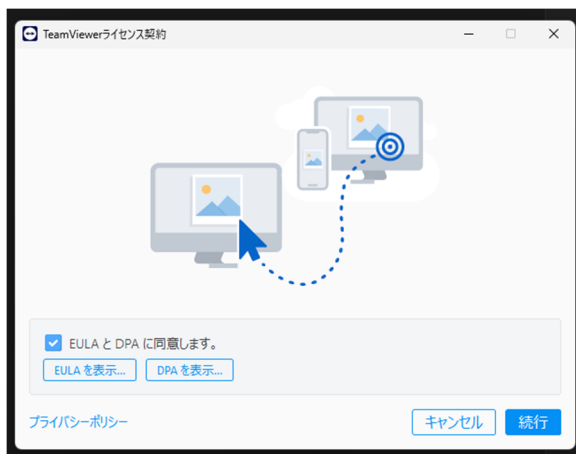 TeamViewerライセンス契約
EULA と DPA に同意します。
EULA を表示...
DPA を表示...
プライバシーポリシー
キャンセル
続行